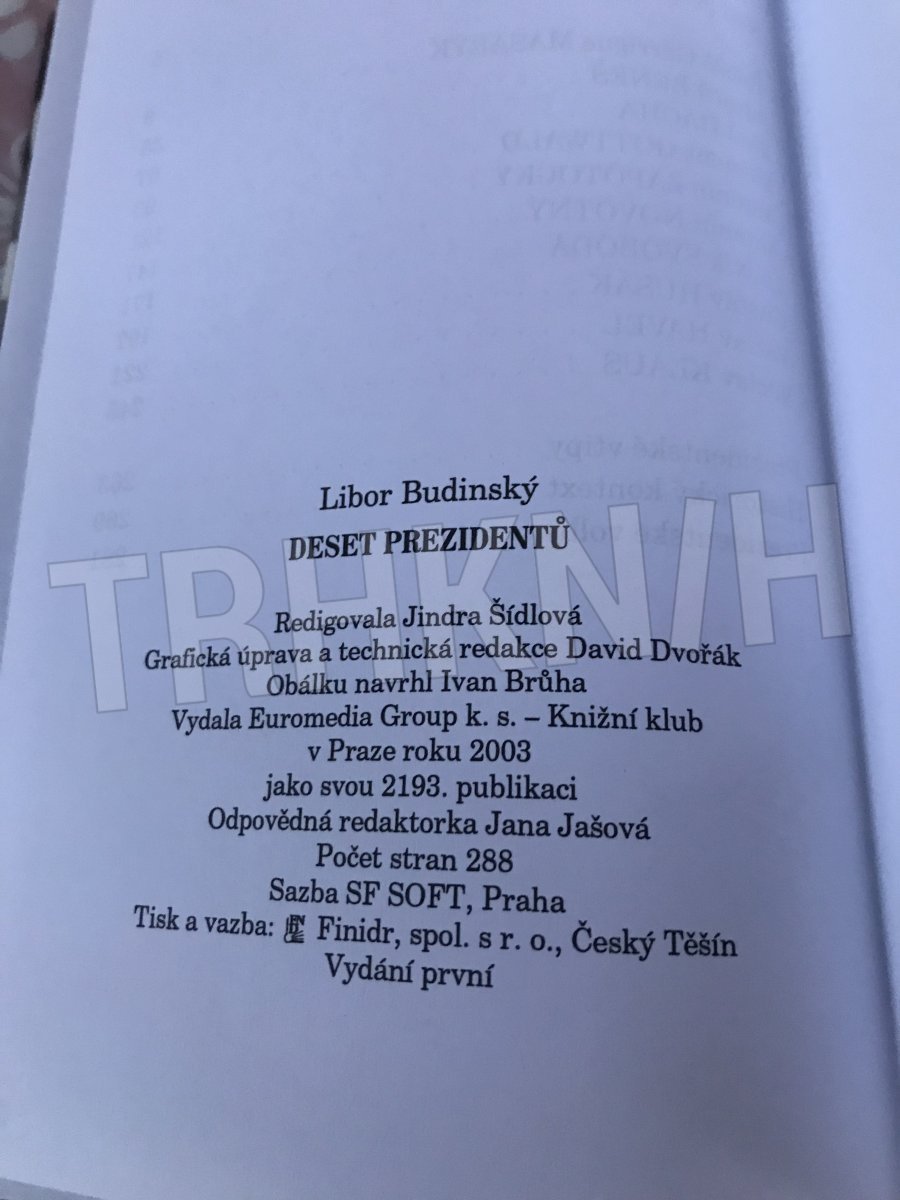 Libor Budinský
DESET PREZIDENTŮ
Redigovala Jindra Šídlová
Grafická úprava a technická redakce David Dvořák
Obálku navrhl Ivan Brůha
Vydala Euromedia Group k. s. – Knižní klub
v Praze roku 2003
jako svou 2193. publikaci
Odpovědná redaktorka Jana Jašová
Počet stran 288
Sazba SF SOFT, Praha
Tisk a vazba: Finidr, spol. s r. o., Český Těšín
Vydání první
TRHKNIH